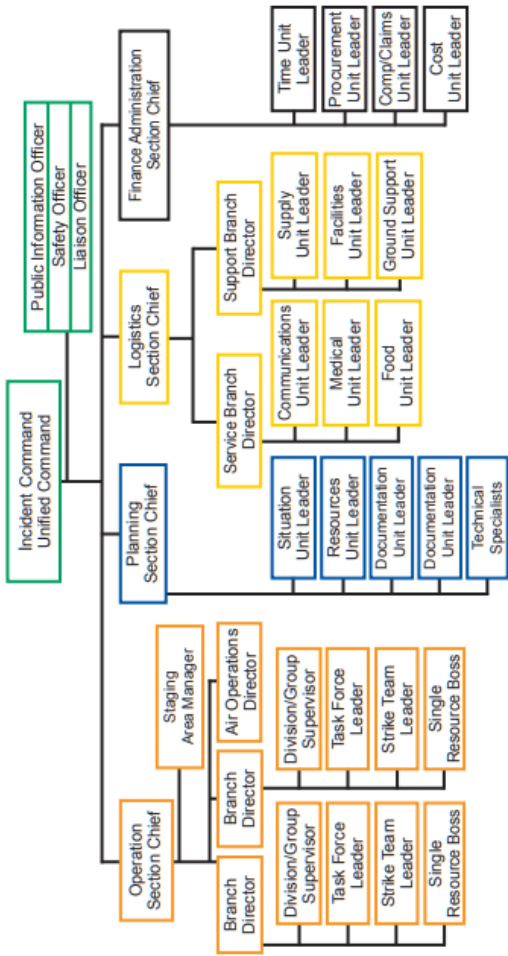 Incident Command
Unified Command
Public Information Officer
Safety Officer
Liaison Officer
Operation
Section Chief
Planning
Section Chief
Logistics
Section Chief
Finance Administration
Section Chief
Staging
Area Manager
Branch
Director
Branch
Director
Air Operations
Director
Service Branch
Director
Support Branch
Director
Division/Group
Supervisor
Task Force
Leader
Strike Team
Leader
Single
Resource Boss
Division/Group
Supervisor
Task Force
Leader
Strike Team
Leader
Single
Resource Boss
Situation
Unit Leader
Resources
Unit Leader
Documentation
Unit Leader
Documentation
Unit Leader
Technical
Specialists
Communications
Unit Leader
Medical
Unit Leader
Food
Unit Leader
Supply
Unit Leader
Facilities
Unit Leader
Ground Support
Unit Leader
Time Unit
Leader
Procurement
Unit Leader
Comp/Claims
Unit Leader
Cost
Unit Leader